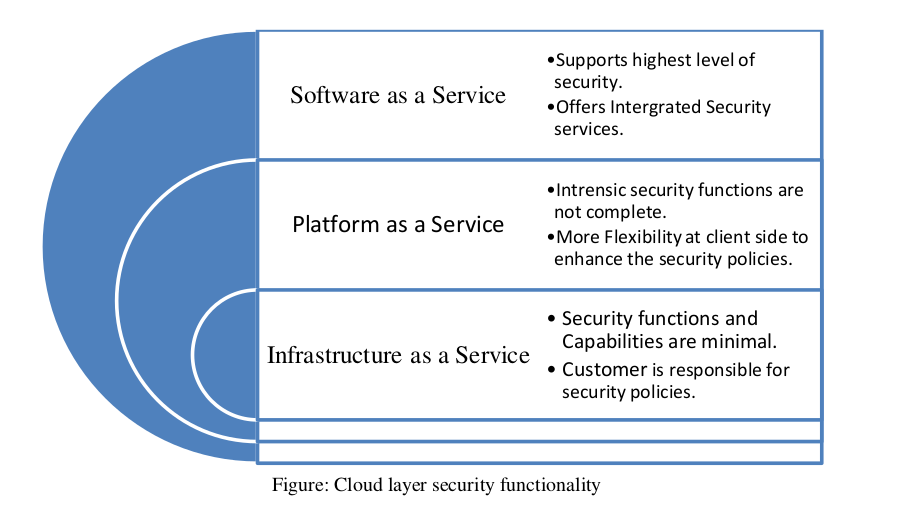 Software as a Service
•Supports highest level of
security.
•Offers Intergrated Security
services.
Platform as a Service
•Intrensic security functions are
not complete.
•More Flexibility at client side to
enhance the security policies.
Infrastructure as a Service
• Security functions and
Capabilities are minimal.
• Customer is responsible for
security policies.
Figure: Cloud layer security functionality